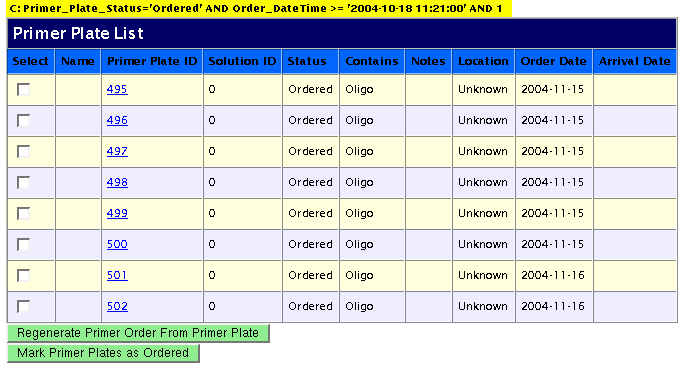 C: Primer_Plate_Status='Ordered' AND Order_DateTime >= '2004-10-18 11:21:00' AND 1
Primer Plate List
Select Name Primer Plate ID Solution ID Status Contains Notes Location Order Date Arrival Date
495 0 Ordered Oligo Unknown 2004-11-15
496 0 Ordered Oligo Unknown 2004-11-15
497 0 Ordered Oligo Unknown 2004-11-15
498 0 Ordered Oligo Unknown 2004-11-15
499 0 Ordered Oligo Unknown 2004-11-15
500 0 Ordered Oligo Unknown 2004-11-15
501 0 Ordered Oligo Unknown 2004-11-16
502 0 Ordered Oligo Unknown 2004-11-16
Regenerate Primer Order From Primer Plate
Mark Primer Plates as Ordered